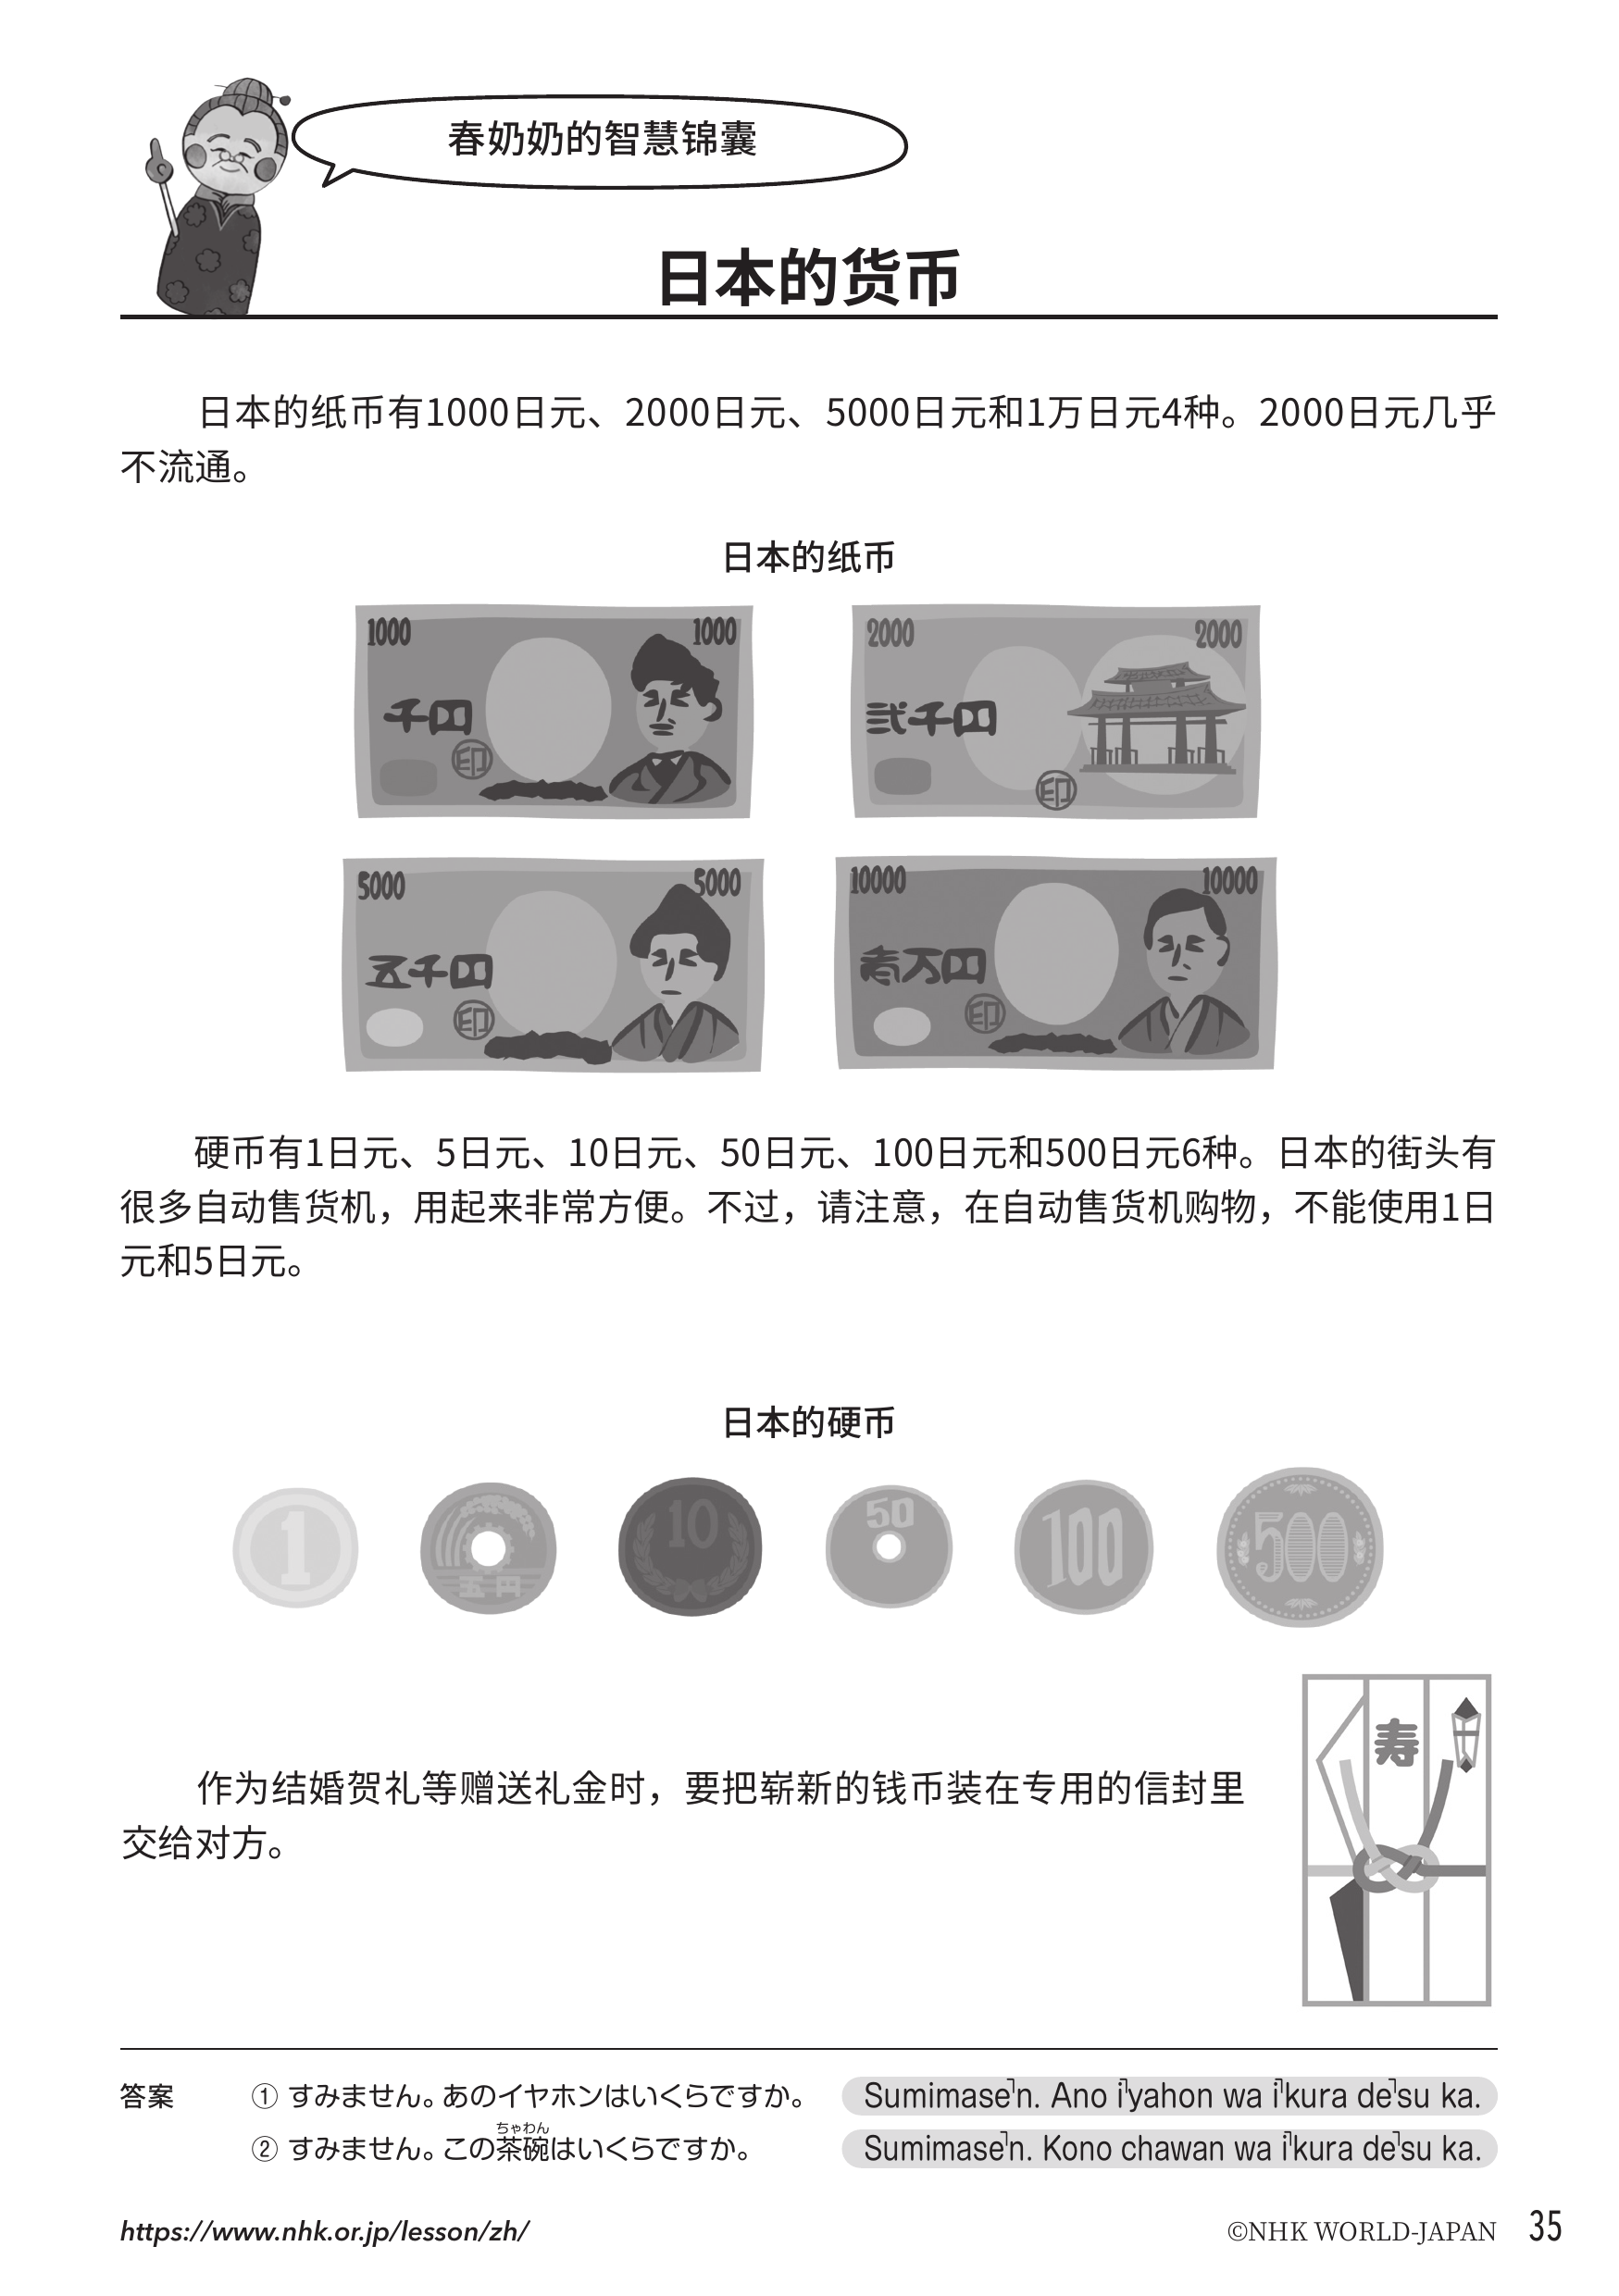 春奶奶的智慧锦囊
日本的货币
日本的纸币有1000日元、2000日元、5000日元和1万日元4种。2000日元几乎
不流通。
日本的纸币
1000 1000
千円
印
2000 2000
弐千円
印
5000 5000
五千円
印
10000 10000
壱万円
印
硬币有1日元、5日元、10日元、50日元、100日元和500日元6种。日本的街头有
很多自动售货机，用起来非常方便。不过，请注意，在自动售货机购物，不能使用1日
元和5日元。
日本的硬币
1 五円 10 50 100 500
寿
作为结婚贺礼等赠送礼金时，要把崭新的钱币装在专用的信封里
交给对方。
答案 ① すみません。あのイヤホンはいくらですか。 Sumimase˥n. Ano i˥yahon wa i˥kura de˥su ka.
ちゃわん
② すみません。この茶碗はいくらですか。 Sumimase˥n. Kono chawan wa i˥kura de˥su ka.
https://www.nhk.or.jp/lesson/zh/ ©NHK WORLD-JAPAN 35